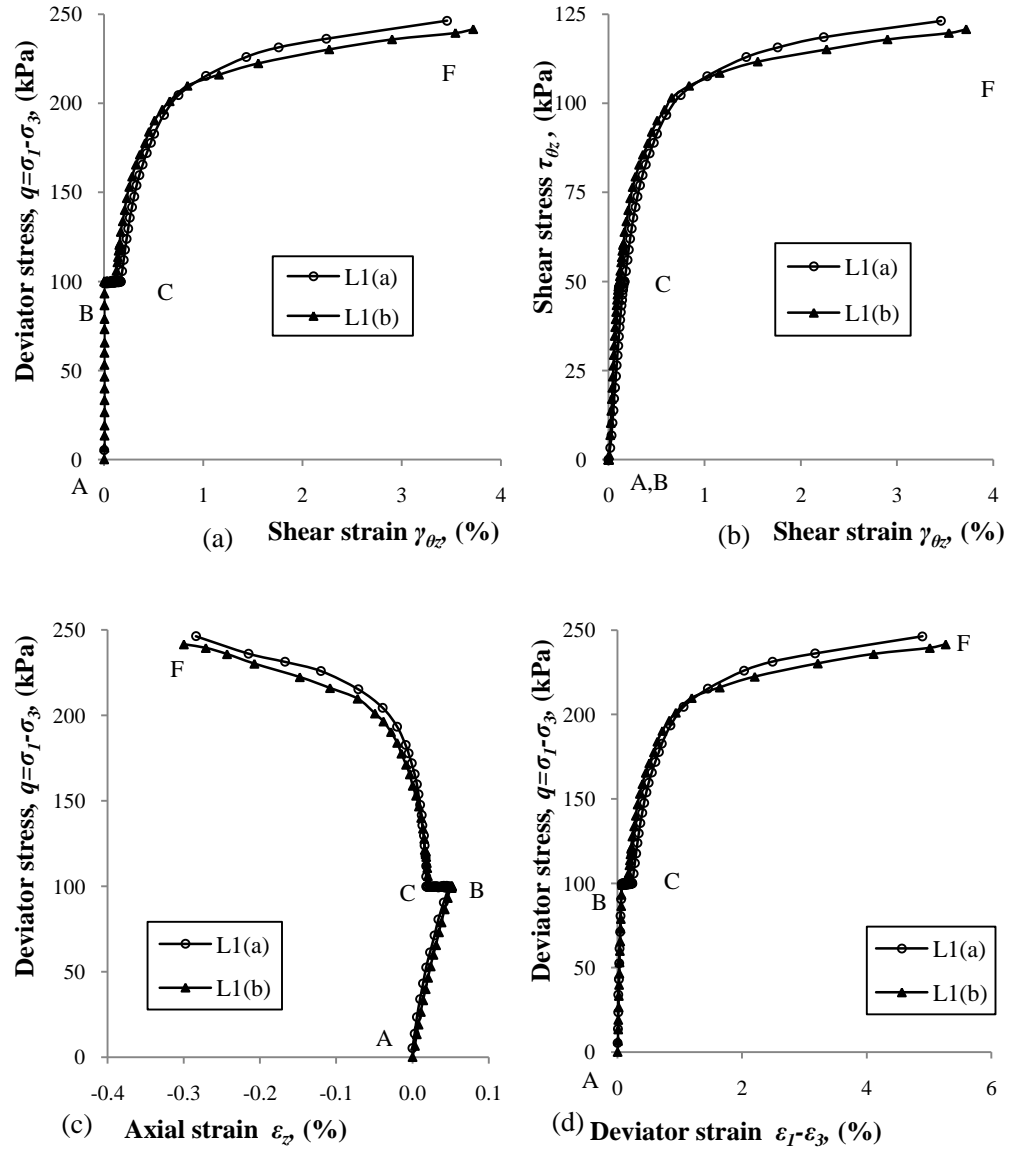 250
200
150
100
50
0
Deviator stress, q=σ1-σ3, (kPa)
F
L1(a)
L1(b)
B
C
A
0 1 2 3 4
(a) Shear strain γθz, (%)
125
100
75
50
25
0
Shear stress τθz, (kPa)
F
L1(a)
L1(b)
C
A,B
0 1 2 3 4
(b) Shear strain γθz, (%)
250
200
150
100
50
0
Deviator stress, q=σ1-σ3, (kPa)
F
C
B
L1(a)
L1(b)
A
-0.4 -0.3 -0.2 -0.1 0.0 0.1
(c) Axial strain εz, (%)
250
200
150
100
50
0
Deviator stress, q=σ1-σ3, (kPa)
F
C
B
L1(a)
L1(b)
A
0 2 4 6
(d) Deviator strain ε1-ε3, (%)